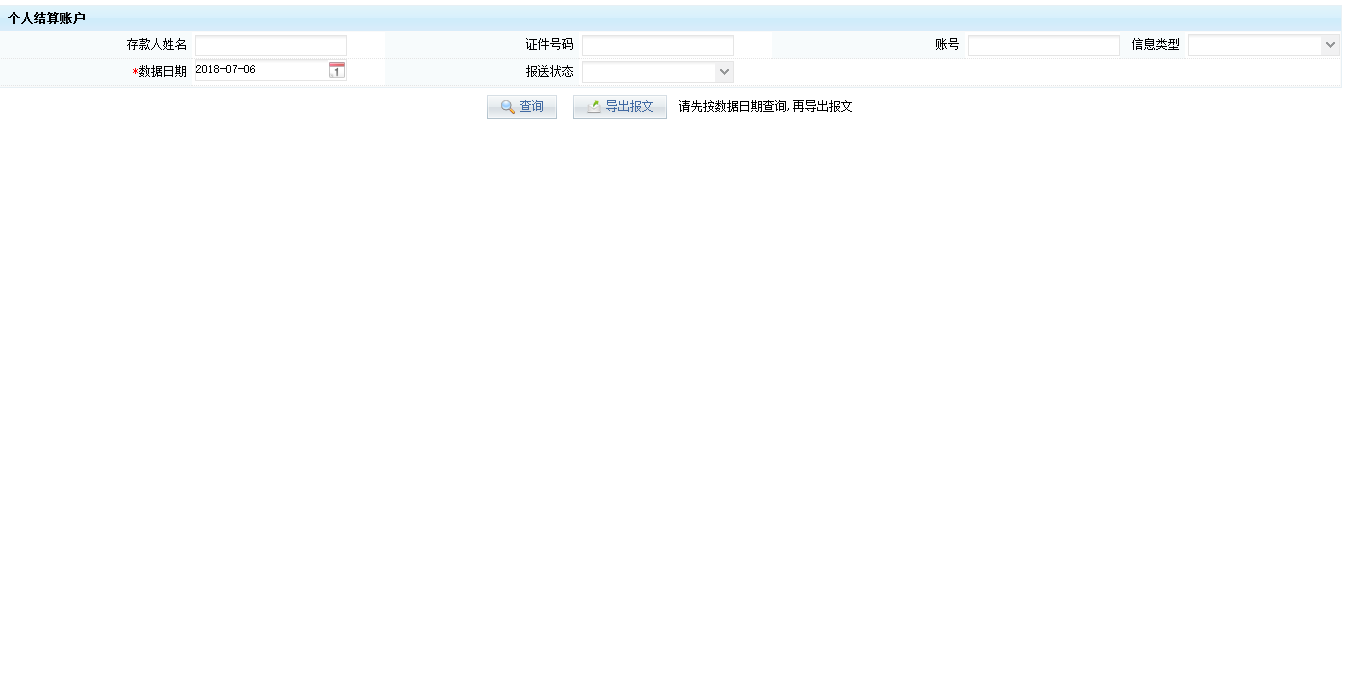 个人结算账户
存款人姓名 证件号码 账号 信息类型
*数据日期 2018-07-06 1 报送状态
查询 导出报文 请先按数据日期查询,再导出报文